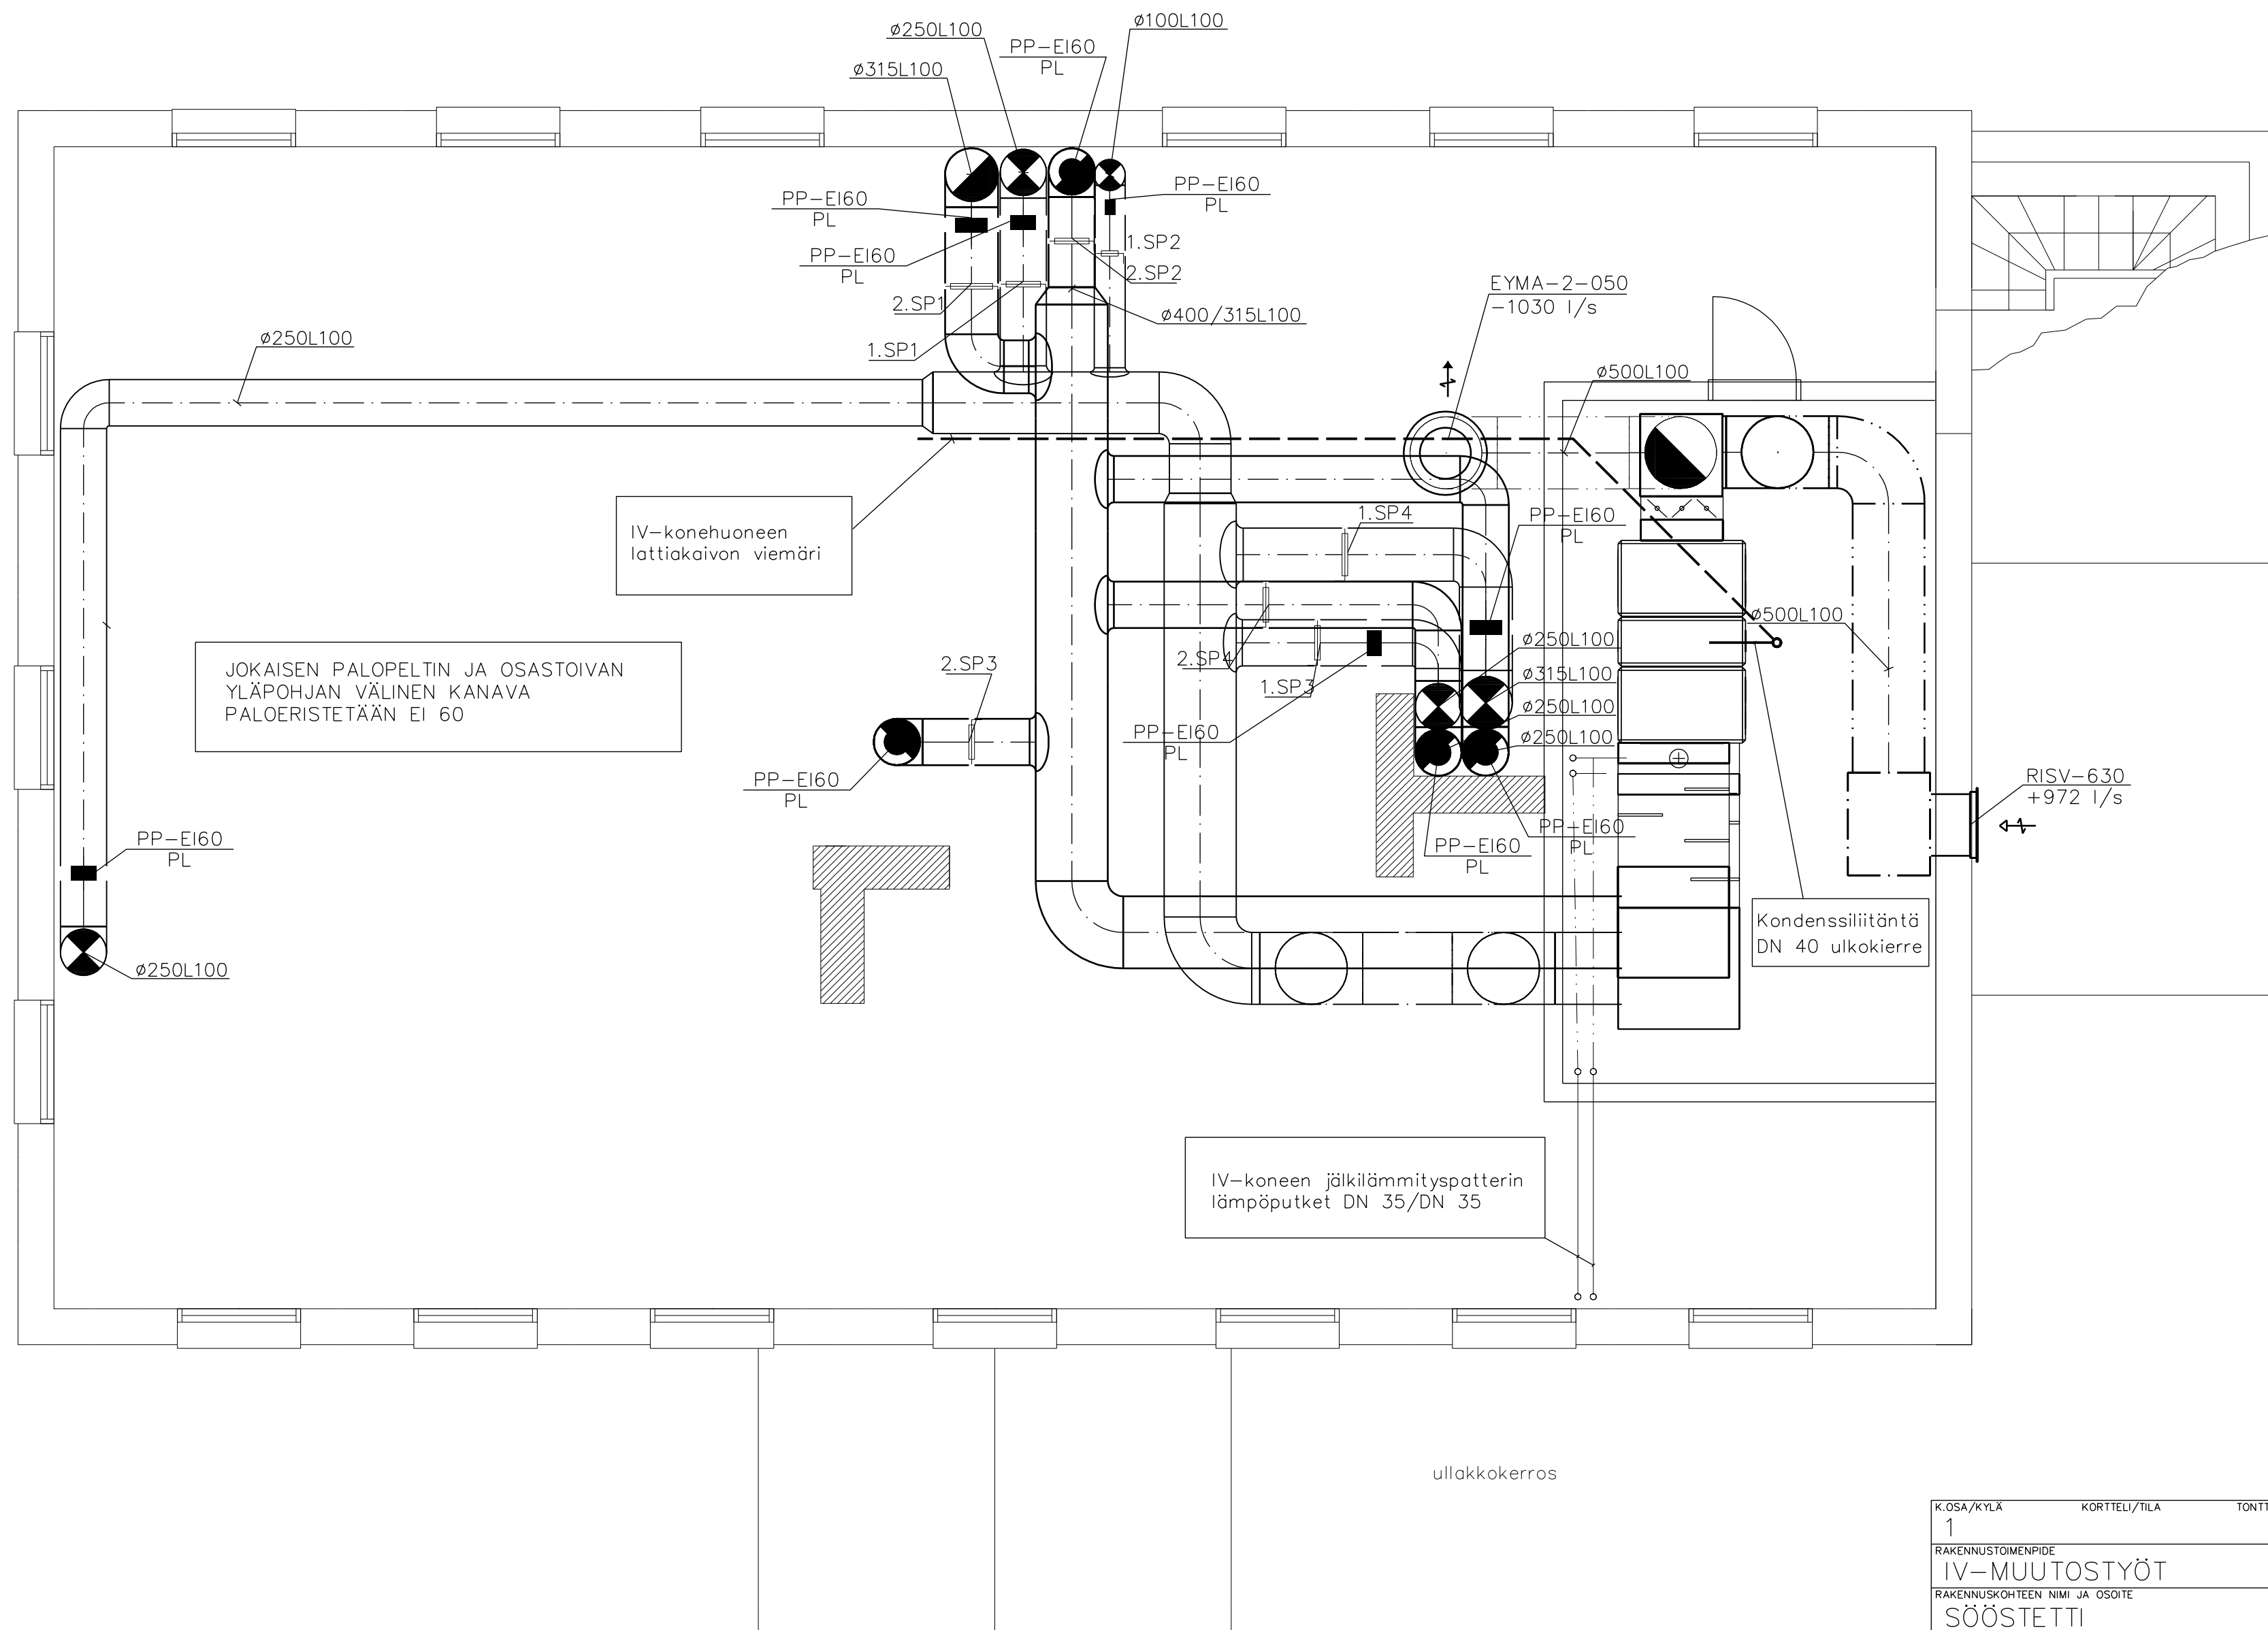 ø250L100
ø100L100
PP-EI60
PL
ø315L100
PP-EI60
PL
PP-EI60
PL
PP-EI60
PL
1.SP2
2.SP2
2.SP1
1.SP1
ø400/315L100
EYMA-2-050
-1030 l/s
ø250L100
ø500L100
IV-konehuoneen
lattiakaivon viemäri
1.SP4
PP-EI60
PL
JOKAISEN PALOPELTIN JA OSASTOIVAN
YLÄPOHJAN VÄLINEN KANAVA
PALOERISTETÄÄN EI 60
2.SP3
2.SP4
1.SP3
ø250L100
ø315L100
ø250L100
ø250L100
ø500L100
PP-EI60
PL
PP-EI60
PL
RISV-630
+972 l/s
PP-EI60
PL
PP-EI60
PL
PP-EI60
PL
ø250L100
Kondenssiliitäntä
DN 40 ulkokierre
IV-koneen jälkilämmityspatterin
lämpöputket DN 35/DN 35
ullakkokerros
K.OSA/KYLÄ KORTTELI/TILA TONTT
1
RAKENNUSTOIMENPIDE
IV-MUUTOSTYÖT
RAKENNUSKOHTEEN NIMI JA OSOITE
SÖÖSTETTI